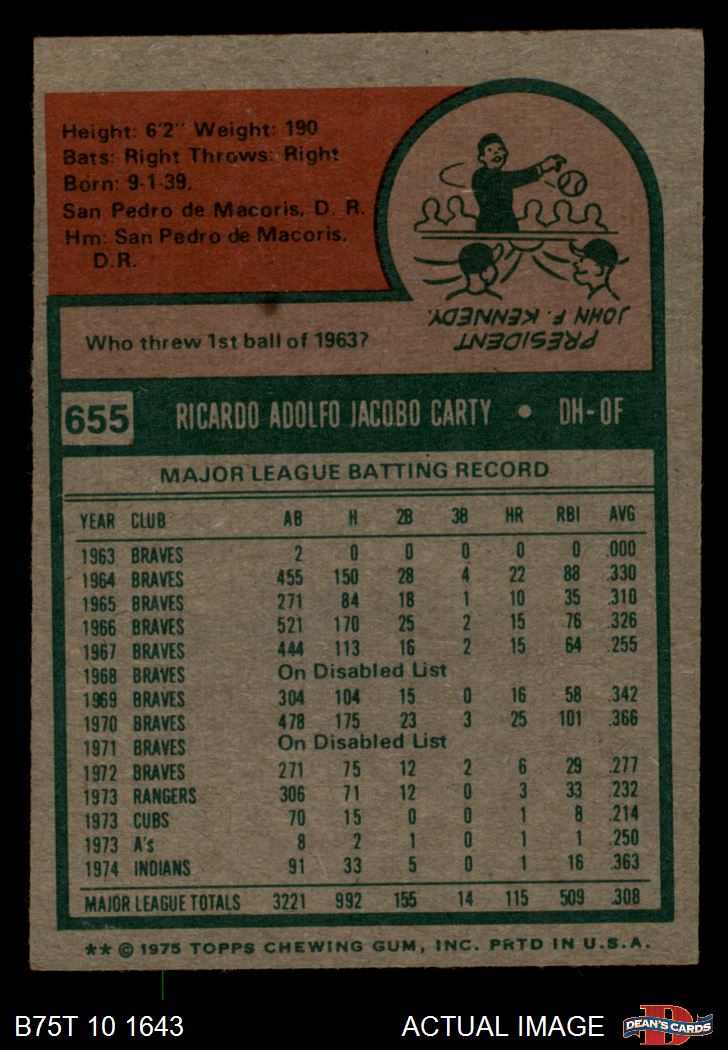 Height: 6'2" Weight: 190
Bats: Right Throws: Right
Born: 9-1-39,
San Pedro de Macoris, D. R.
Hm: San Pedro de Macoris,
D.R.
Who threw 1st ball of 1963?
PRESIDENT
JOHN F. KENNEDY.
655 RICARDO ADOLFO JACOBO CARTY • DH-OF
MAJOR LEAGUE BATTING RECORD
YEAR CLUB AB H 2B 3B HR RBI AVG
1963 BRAVES 2 0 0 0 0 0 .000
1964 BRAVES 455 150 28 4 22 88 .330
1965 BRAVES 271 84 18 1 10 35 .310
1966 BRAVES 521 170 25 2 15 76 .326
1967 BRAVES 444 113 16 2 15 64 .255
1968 BRAVES On Disabled List
1969 BRAVES 304 104 15 0 16 58 .342
1970 BRAVES 478 175 23 3 25 101 .366
1971 BRAVES On Disabled List
1972 BRAVES 271 75 12 2 6 29 .277
1973 RANGERS 306 71 12 0 3 33 .232
1973 CUBS 70 15 0 0 1 8 .214
1973 A's 8 2 1 0 1 1 .250
1974 INDIANS 91 33 5 0 1 16 .363
MAJOR LEAGUE TOTALS 3221 992 155 14 115 509 .308
** © 1975 TOPPS CHEWING GUM, INC. PRTD IN U.S.A.
B75T 10 1643 ACTUAL IMAGE
D
DEAN'S CARDS